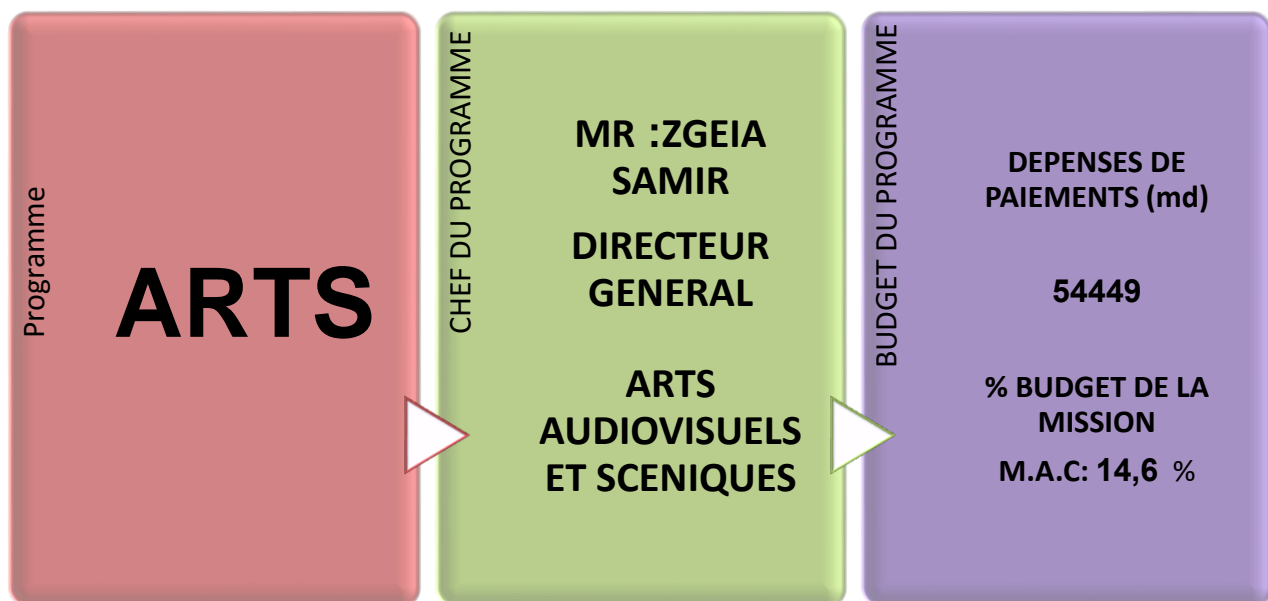 Programme
ARTS
CHEF DU PROGRAMME
MR :ZGEIA
SAMIR
DIRECTEUR
GENERAL
ARTS
AUDIOVISUELS
ET SCENIQUES
BUDGET DU PROGRAMME
DEPENSES DE
PAIEMENTS (md)
54449
% BUDGET DE LA
MISSION
M.A.C: 14,6 %